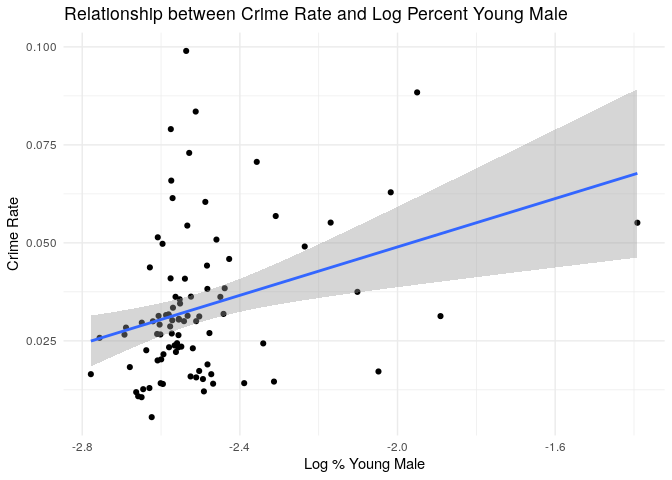 Relationship between Crime Rate and Log Percent Young Male
0.100
0.075
0.050
0.025
Crime Rate
-2.8
-2.4
-2.0
-1.6
Log % Young Male